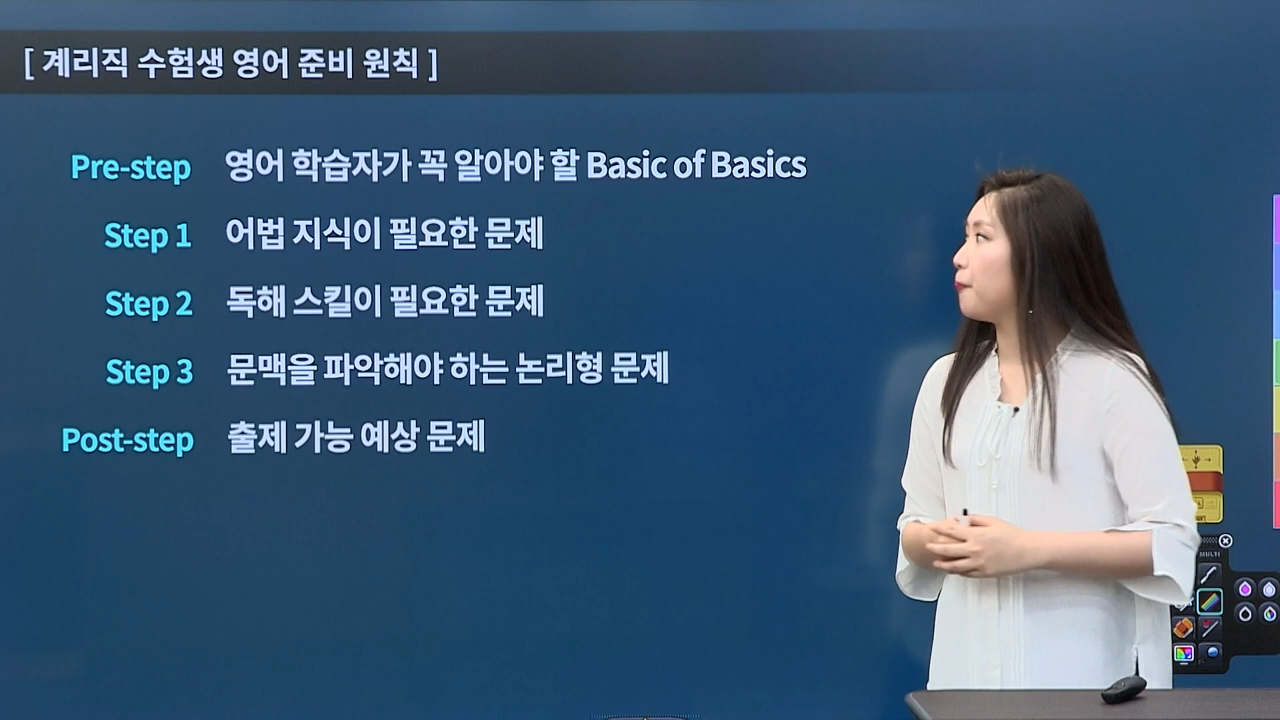 [ 계리직 수험생 영어 준비 원칙 ]
Pre-step 영어 학습자가 꼭 알아야 할 Basic of Basics
Step 1 어법 지식이 필요한 문제
Step 2 독해 스킬이 필요한 문제
Step 3 문맥을 파악해야 하는 논리형 문제
Post-step 출제 가능 예상 문제
MULTI